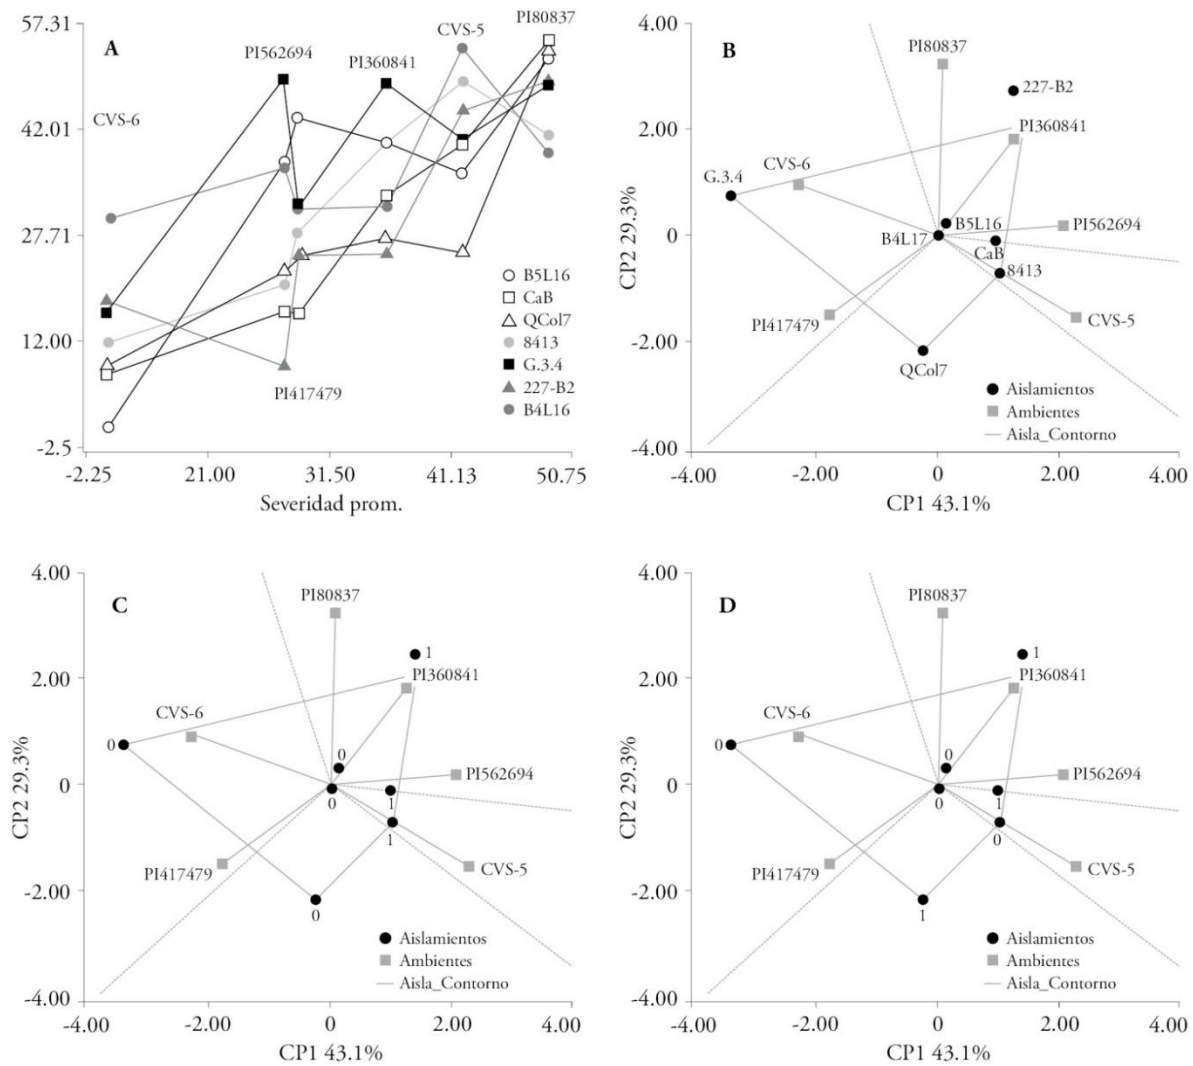 A
57.31
42.01
27.71
12.00
-2.5
-2.25
21.00
31.50
41.13
50.75
Severidad prom.
CVS-6
PI562694
PI360841
CVS-5
PI80837
PI417479
B5L16
CaB
QCol7
8413
G.3.4
227-B2
B4L16
B
CP2 29.3%
4.00
2.00
0
-2.00
-4.00
-4.00
-2.00
0
2.00
4.00
CP1 43.1%
PI80837
227-B2
PI360841
CVS-6
G.3.4
B5L16
PI562694
B4L17
CaB
8413
PI417479
CVS-5
QCol7
Aislamientos
Ambientes
Aisla_Contorno
C
CP2 29.3%
4.00
2.00
0
-2.00
-4.00
-4.00
-2.00
0
2.00
4.00
CP1 43.1%
PI80837
1
PI360841
CVS-6
0
0
PI562694
0
1
1
PI417479
CVS-5
0
Aislamientos
Ambientes
Aisla_Contorno
D
CP2 29.3%
4.00
2.00
0
-2.00
-4.00
-4.00
-2.00
0
2.00
4.00
CP1 43.1%
PI80837
1
PI360841
CVS-6
0
0
PI562694
0
1
0
PI417479
CVS-5
1
Aislamientos
Ambientes
Aisla_Contorno